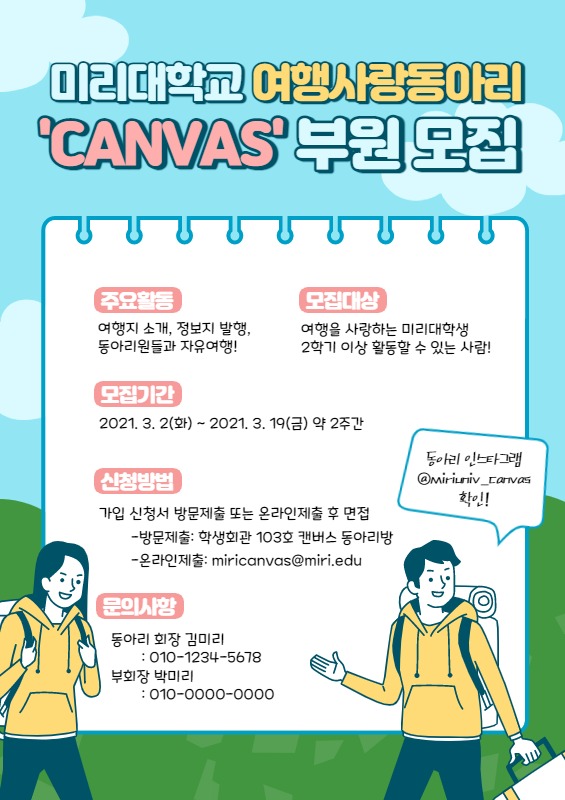 미리대학교 여행사랑동아리
'CANVAS' 부원 모집
주요활동
여행지 소개, 정보지 발행,
동아리원들과 자유여행!
모집대상
여행을 사랑하는 미리대학생
2학기 이상 활동할 수 있는 사람!
모집기간
2021. 3. 2(화) ~ 2021. 3. 19(금) 약 2주간
신청방법
가입 신청서 방문제출 또는 온라인제출 후 면접
-방문제출: 학생회관 103호 캔버스 동아리방
-온라인제출: miricanvas@miri.edu
동아리 인스타그램
@miriuniv_canvas
확인!
문의사항
동아리 회장 김미리
: 010-1234-5678
부회장 박미리
: 010-0000-0000